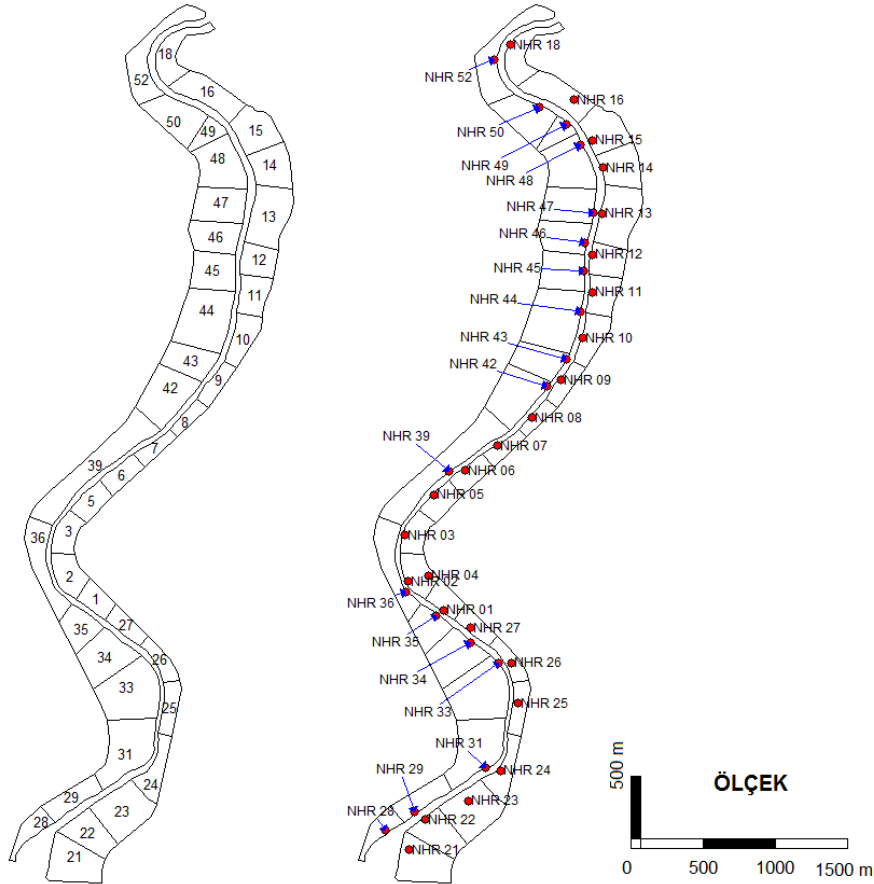 18
52
16
50
49
15
48
14
47
13
46
12
45
11
44
10
43
9
42
8
7
39
6
5
3
36
2
1
27
35
34
26
33
25
31
24
29
23
28
22
21
NHR 18
NHR 52
NHR 16
NHR 50
NHR 15
NHR 49
NHR 48
NHR 14
NHR 47
NHR 13
NHR 46
NHR 12
NHR 45
NHR 11
NHR 44
NHR 10
NHR 43
NHR 42
NHR 09
NHR 08
NHR 39
NHR 07
NHR 06
NHR 05
NHR 03
NHR 04
NHR 02
NHR 36
NHR 01
NHR 35
NHR 27
NHR 26
NHR 34
NHR 25
NHR 33
NHR 31
NHR 24
NHR 29
NHR 23
NHR 28
NHR 22
NHR 21
500 m
ÖLÇEK
0 500 1000 1500 m